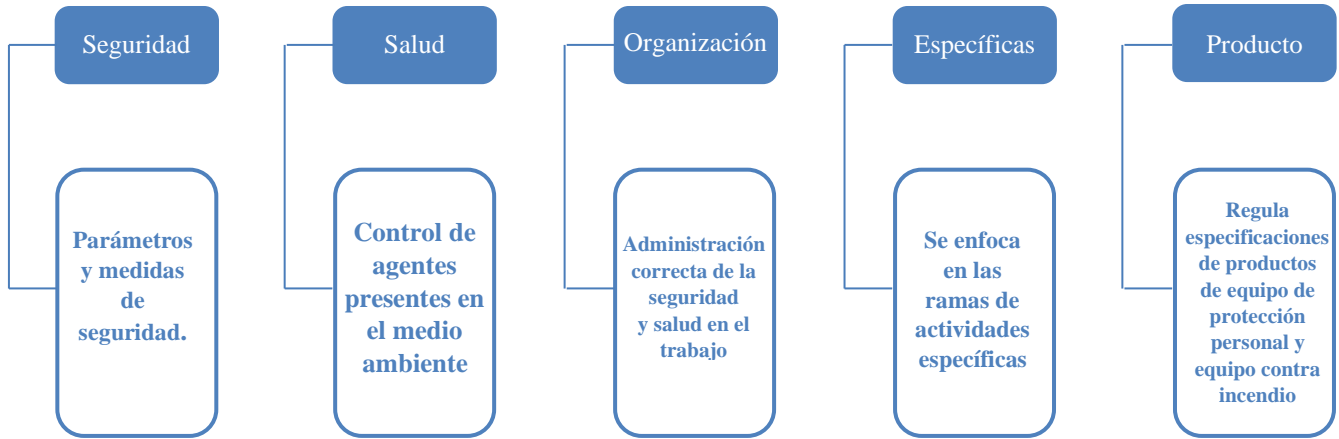 Seguridad
Parámetros
y medidas
de
seguridad.
Salud
Control de
agentes
presentes en
el medio
ambiente
Organización
Administración
correcta de la
seguridad
y salud en el
trabajo
Específicas
Se enfoca
en las
ramas de
actividades
específicas
Producto
Regula
especificaciones
de productos
de equipo de
protección
personal y
equipo contra
incendio